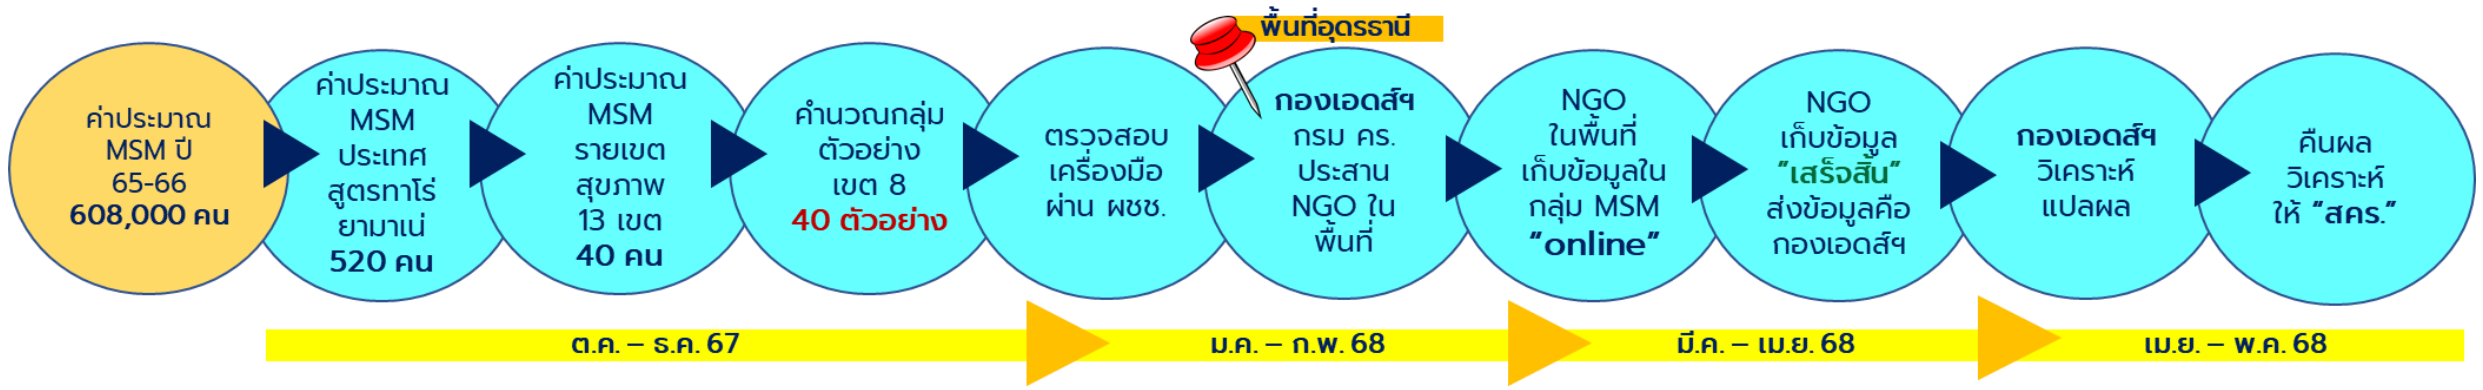 พื้นที่อุดรธานี
ค่าประมาณ
MSM ปี
65-66
608,000 คน
ค่าประมาณ
MSM
ประเทศ
สูตรทาโร่
ยามาเน่
520 คน
ค่าประมาณ
MSM
รายเขต
สุขภาพ
13 เขต
40 คน
คำนวณกลุ่ม
ตัวอย่าง
เขต 8
40 ตัวอย่าง
ตรวจสอบ
เครื่องมือ
ผ่าน ผชช.
กองเอดส์ฯ
กรม คร.
ประสาน
NGO ใน
พื้นที่
NGO
ในพื้นที่
เก็บข้อมูลใน
กลุ่ม MSM
"online"
NGO
เก็บข้อมูล
"เสร็จสิ้น"
ส่งข้อมูลคือ
กองเอดส์ฯ
กองเอดส์ฯ
วิเคราะห์
แปลผล
คืนผล
วิเคราะห์
ให้ "สคร."
ต.ค. – ธ.ค. 67
ม.ค. – ก.พ. 68
มี.ค. – เม.ย. 68
เม.ย. – พ.ค. 68